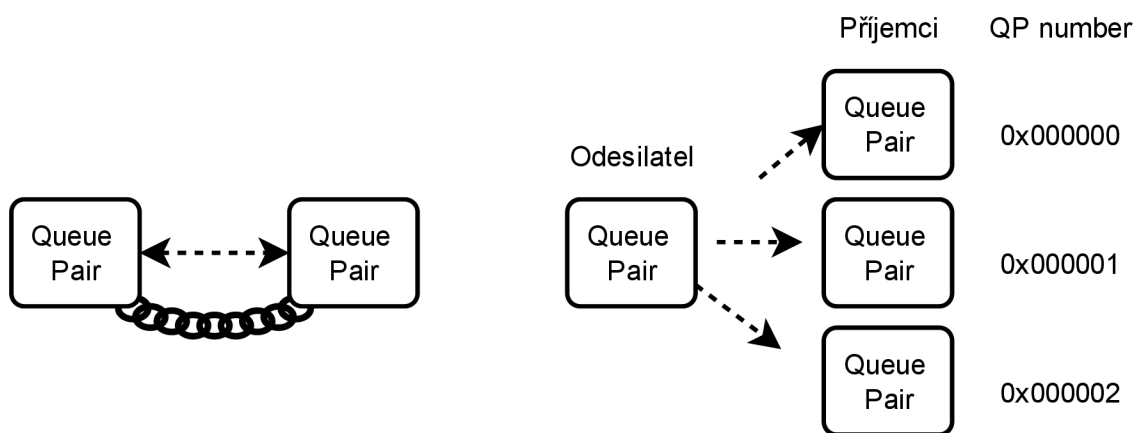 Příjemci
QP number
Queue
Pair
0x000000
Odesilatel
Queue
Pair
Queue
Pair
Queue
Pair
Queue
Pair
0x000001
Queue
Pair
0x000002